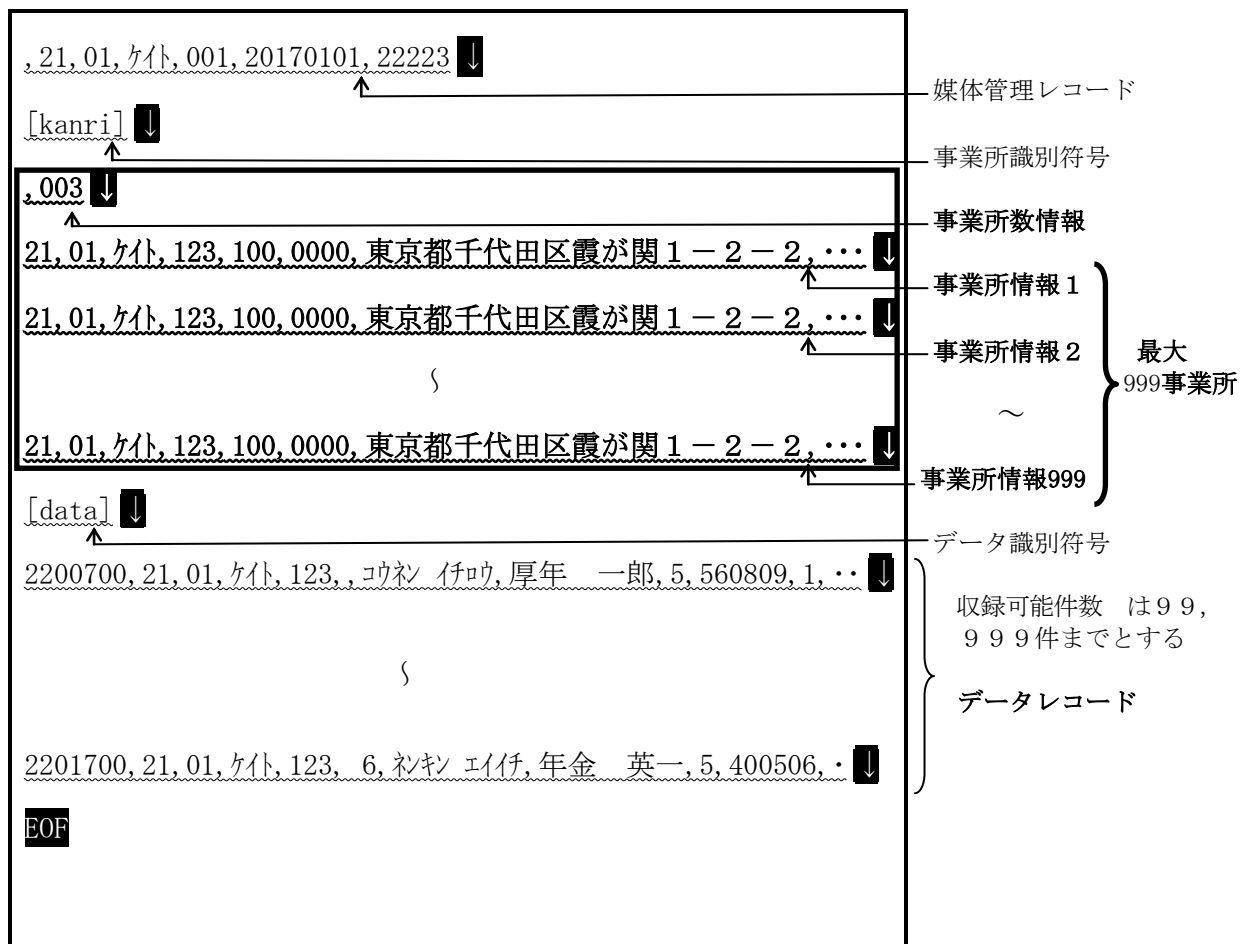 ,21,01,ｹｲﾄ,001,20170101,22223 ↓
媒体管理レコード
[kanri] ↓
事業所識別符号
,003 ↓
事業所数情報
21,01,ｹｲﾄ,123,100,0000,東京都千代田区霞が関１－２－２,… ↓
事業所情報１
21,01,ｹｲﾄ,123,100,0000,東京都千代田区霞が関１－２－２,… ↓
事業所情報２
最大
999事業所
～
～
21,01,ｹｲﾄ,123,100,0000,東京都千代田区霞が関１－２－２,… ↓
事業所情報999
[data] ↓
データ識別符号
2200700,21,01,ｹｲﾄ,123,,ｺｳﾈﾝ ｲﾁﾛｳ,厚年　一郎,5,560809,1,‥ ↓
収録可能件数　は９９,
９９９件までとする
～
データレコード
2201700,21,01,ｹｲﾄ,123, 6,ﾈﾝｷﾝ ｴｲｲﾁ,年金　英一,5,400506,・ ↓
EOF